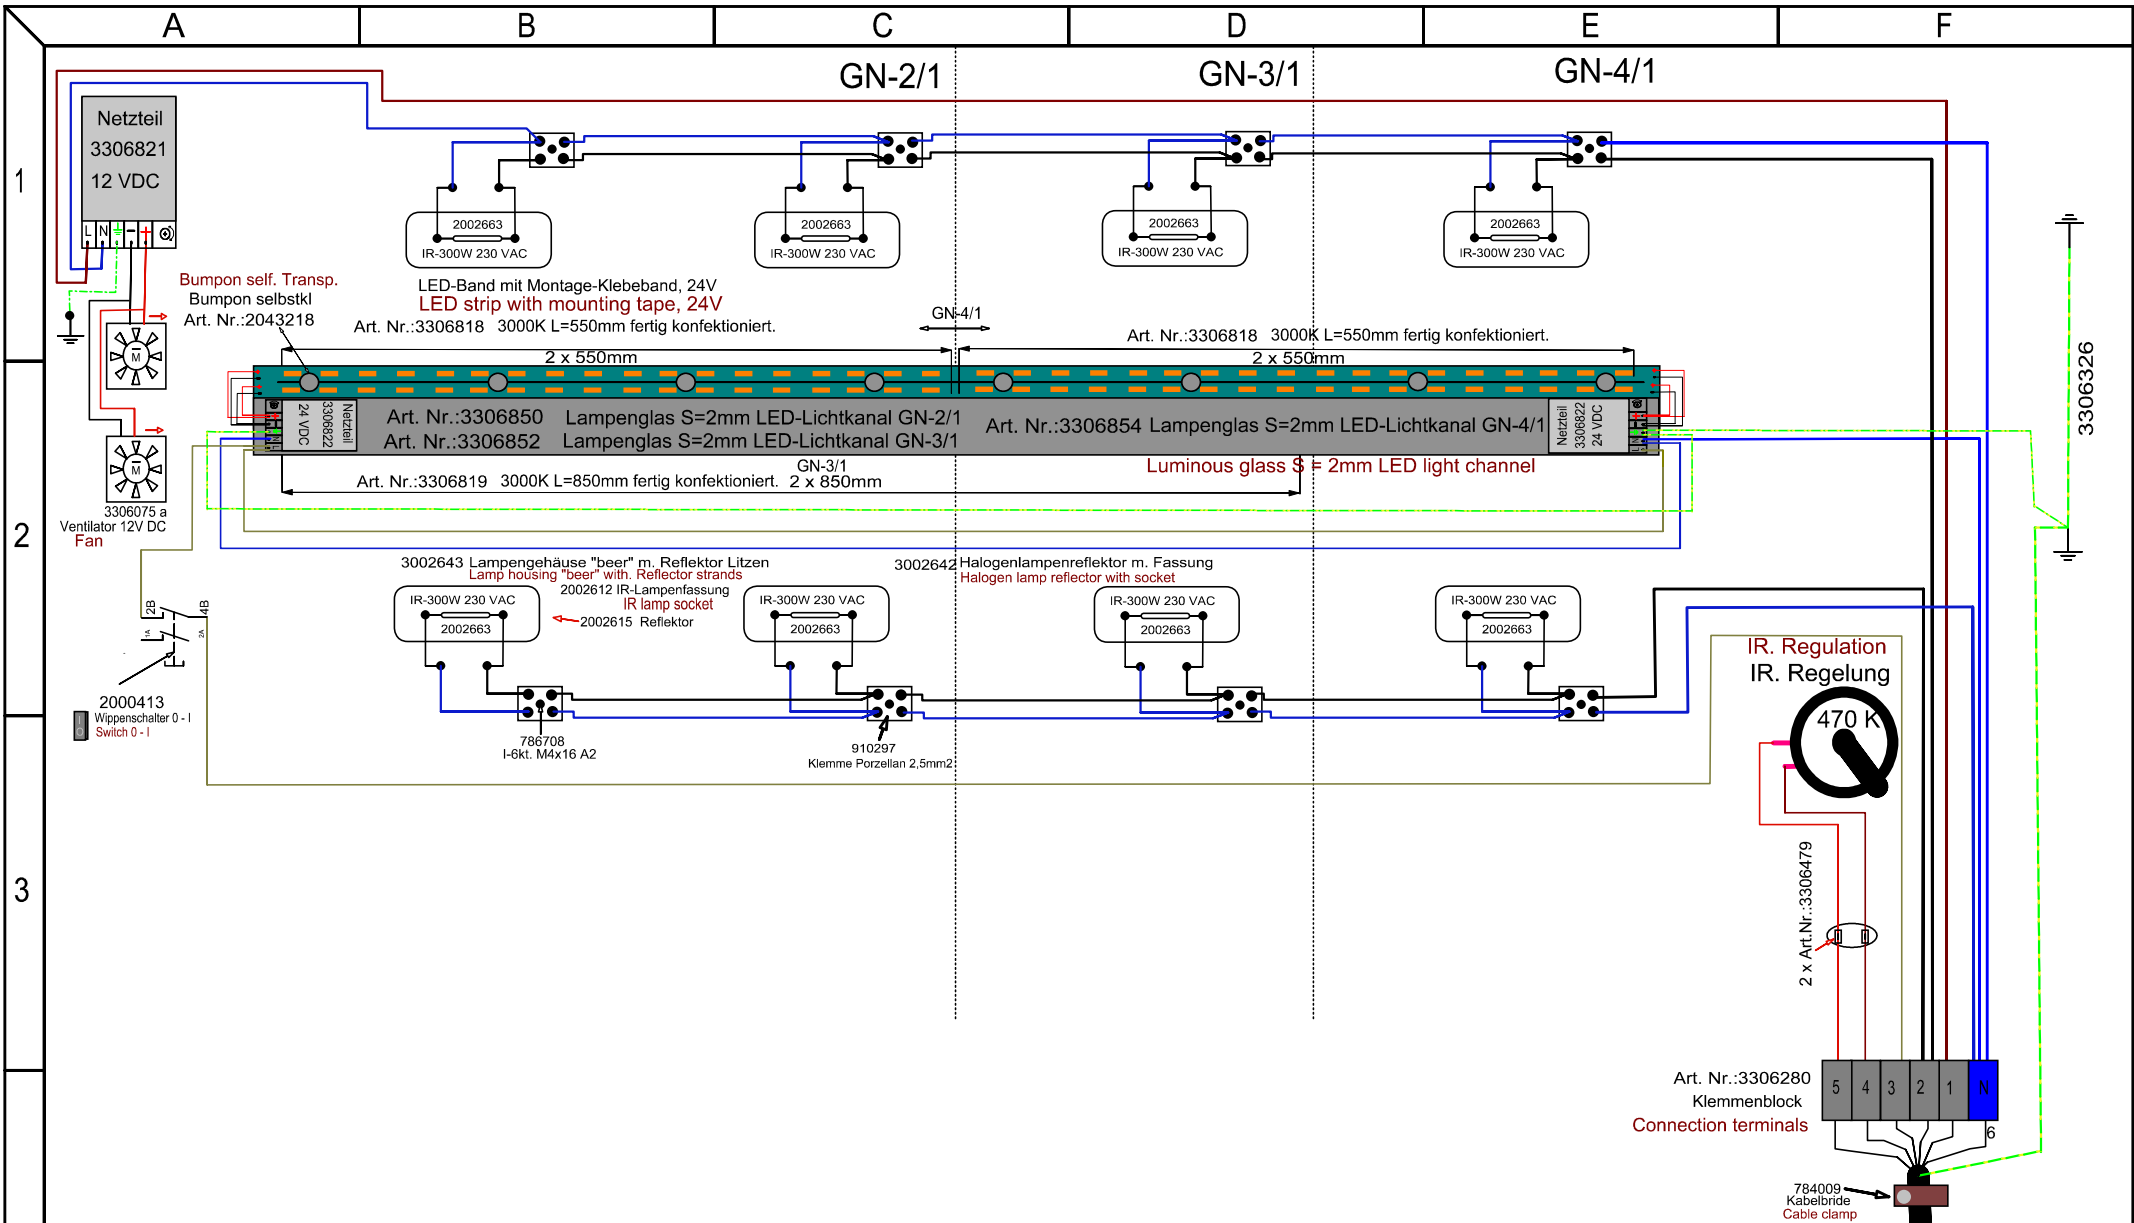 A
B
C
D
E
F
GN-2/1
GN-3/1
GN-4/1
1
2
3
Netzteil
3306821
12 VDC
L N - +
2002663
IR-300W 230 VAC
2002663
IR-300W 230 VAC
2002663
IR-300W 230 VAC
2002663
IR-300W 230 VAC
Bumpon self. Transp.
Bumpon selbstkl
Art. Nr.:2043218
LED-Band mit Montage-Klebeband, 24V
LED strip with mounting tape, 24V
Art. Nr.:3306818 3000K L=550mm fertig konfektioniert.
GN-4/1
Art. Nr.:3306818 3000K L=550mm fertig konfektioniert.
2 x 550mm
2 x 550mm
M
M
3306075 a
Ventilator 12V DC
Fan
Netzteil
3306822
24 VDC
Art. Nr.:3306850 Lampenglas S=2mm LED-Lichtkanal GN-2/1
Art. Nr.:3306852 Lampenglas S=2mm LED-Lichtkanal GN-3/1
Art. Nr.:3306854 Lampenglas S=2mm LED-Lichtkanal GN-4/1
Netzteil
3306822
24 VDC
Luminous glass S = 2mm LED light channel
GN-3/1
Art. Nr.:3306819 3000K L=850mm fertig konfektioniert. 2 x 850mm
3306326
3002643 Lampengehäuse "beer" m. Reflektor Litzen
Lamp housing "beer" with. Reflector strands
2002612 IR-Lampenfassung
IR lamp socket
2002615 Reflektor
3002642 Halogenlampenreflektor m. Fassung
Halogen lamp reflector with socket
IR-300W 230 VAC
2002663
IR-300W 230 VAC
2002663
IR-300W 230 VAC
2002663
IR-300W 230 VAC
2002663
2B
4B
1A
2A
2000413
Wippenschalter 0 - I
Switch 0 - I
I
O
786708
I-6kt. M4x16 A2
910297
Klemme Porzellan 2,5mm2
IR. Regulation
IR. Regelung
470 K
2 x Art.Nr.:3306479
Art. Nr.:3306280
Klemmenblock
Connection terminals
5 4 3 2 1 N
6
784009
Kabelbride
Cable clamp